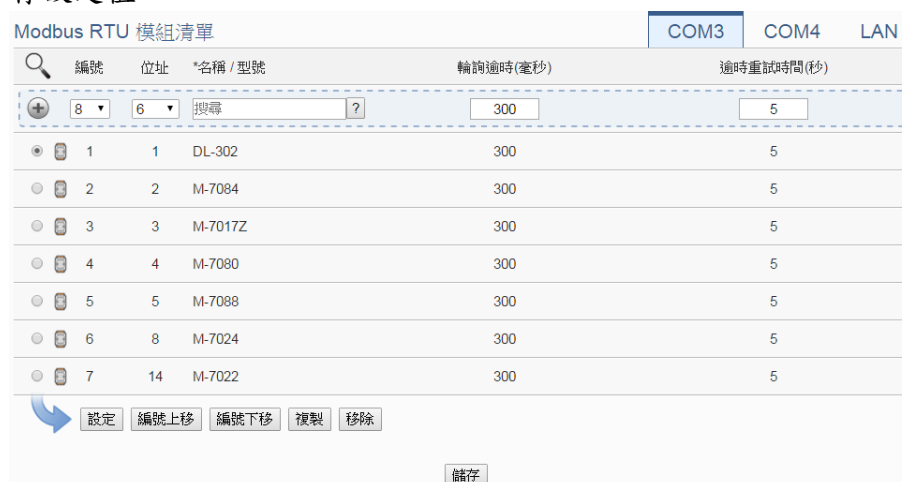 Modbus RTU 模組清單 COM3 COM4 LAN
編號 位址 *名稱 / 型號 輪詢逾時(毫秒) 逾時重試時間(秒)
8 6 搜尋 ? 300 5
1 1 DL-302 300 5
2 2 M-7084 300 5
3 3 M-7017Z 300 5
4 4 M-7080 300 5
5 5 M-7088 300 5
6 8 M-7024 300 5
7 14 M-7022 300 5
設定 編號上移 編號下移 複製 移除
儲存